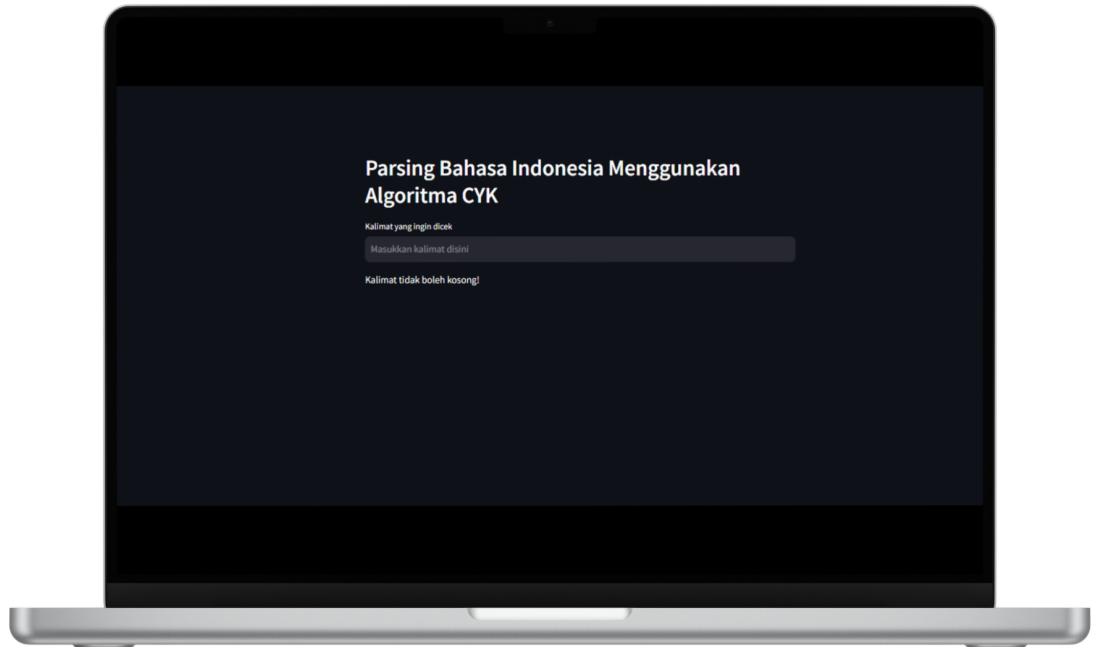 Parsing Bahasa Indonesia Menggunakan
Algoritma CYK
Kalimat yang ingin dicek
Masukkan kalimat disini
Kalimat tidak boleh kosong!